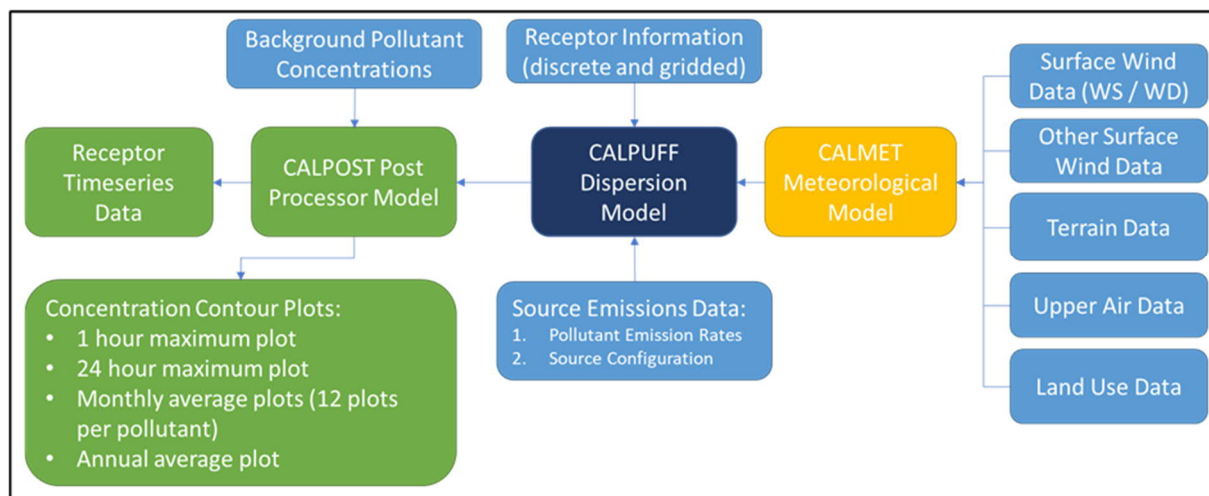 Background Pollutant
Concentrations
Receptor Information
(discrete and gridded)
Surface Wind
Data (WS / WD)
Receptor
Timeseries
Data
CALPOST Post
Processor Model
CALPUFF
Dispersion
Model
CALMET
Meteorological
Model
Other Surface
Wind Data
Terrain Data
Upper Air Data
Land Use Data
Concentration Contour Plots:
• 1 hour maximum plot
• 24 hour maximum plot
• Monthly average plots (12 plots
per pollutant)
• Annual average plot
Source Emissions Data:
1. Pollutant Emission Rates
2. Source Configuration